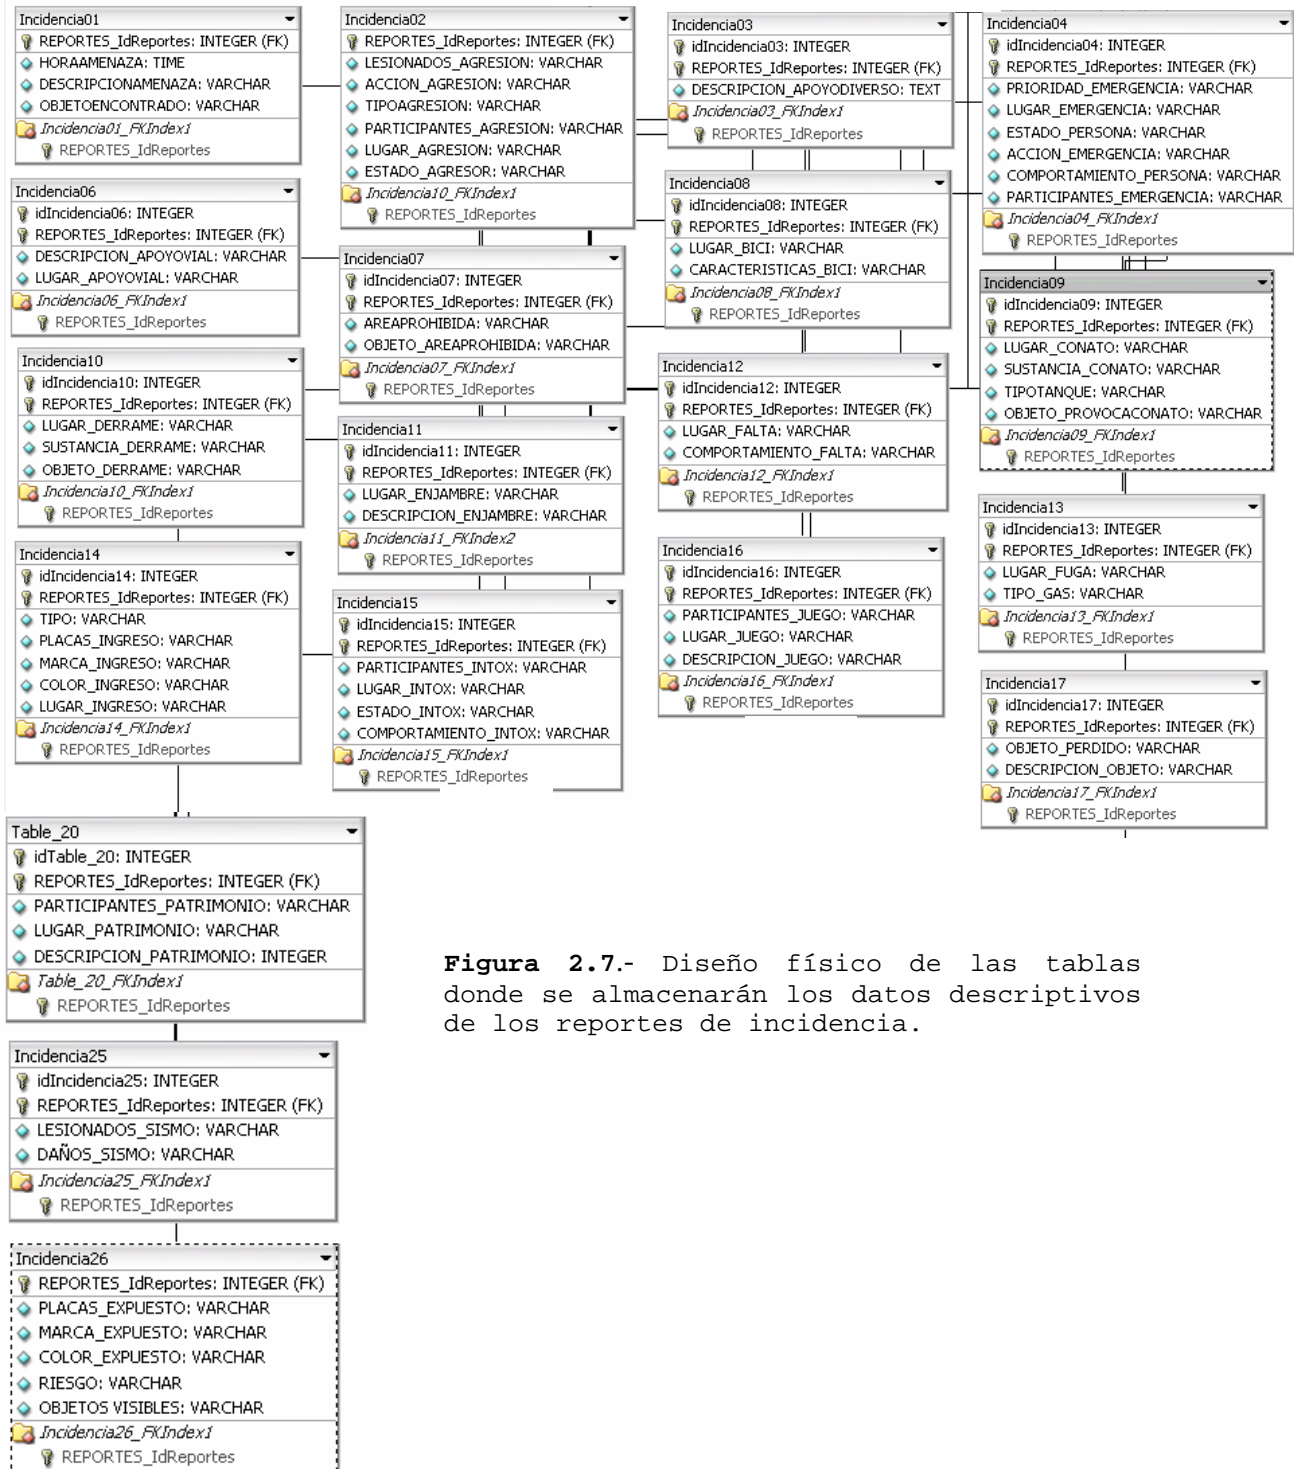 Incidencia01
REPORTES_IdReportes: INTEGER (FK)
HORAAMENAZA: TIME
DESCRIPCIONAMENAZA: VARCHAR
OBJETOENCONTRADO: VARCHAR
Incidencia01_FKIndex1
REPORTES_IdReportes
Incidencia02
REPORTES_IdReportes: INTEGER (FK)
LESIONADOS_AGRESION: VARCHAR
ACCION_AGRESION: VARCHAR
TIPOAGRESION: VARCHAR
PARTICIPANTES_AGRESION: VARCHAR
LUGAR_AGRESION: VARCHAR
ESTADO_AGRESOR: VARCHAR
Incidencia10_FKIndex1
REPORTES_IdReportes
Incidencia03
idIncidencia03: INTEGER
REPORTES_IdReportes: INTEGER (FK)
DESCRIPCION_APOYODIVERSO: TEXT
Incidencia03_FKIndex1
REPORTES_IdReportes
Incidencia04
idIncidencia04: INTEGER
REPORTES_IdReportes: INTEGER (FK)
PRIORIDAD_EMERGENCIA: VARCHAR
LUGAR_EMERGENCIA: VARCHAR
ESTADO_PERSONA: VARCHAR
ACCION_EMERGENCIA: VARCHAR
COMPORTAMIENTO_PERSONA: VARCHAR
PARTICIPANTES_EMERGENCIA: VARCHAR
Incidencia04_FKIndex1
REPORTES_IdReportes
Incidencia06
idIncidencia06: INTEGER
REPORTES_IdReportes: INTEGER (FK)
DESCRIPCION_APOYOVIAL: VARCHAR
LUGAR_APOYOVIAL: VARCHAR
Incidencia06_FKIndex1
REPORTES_IdReportes
Incidencia07
idIncidencia07: INTEGER
REPORTES_IdReportes: INTEGER (FK)
AREAPROHIBIDA: VARCHAR
OBJETO_AREAPROHIBIDA: VARCHAR
Incidencia07_FKIndex1
REPORTES_IdReportes
Incidencia08
idIncidencia08: INTEGER
REPORTES_IdReportes: INTEGER (FK)
LUGAR_BICI: VARCHAR
CARACTERISTICAS_BICI: VARCHAR
Incidencia08_FKIndex1
REPORTES_IdReportes
Incidencia09
idIncidencia09: INTEGER
REPORTES_IdReportes: INTEGER (FK)
LUGAR_CONATO: VARCHAR
SUSTANCIA_CONATO: VARCHAR
TIPOTANQUE: VARCHAR
OBJETO_PROVOCACONATO: VARCHAR
Incidencia09_FKIndex1
REPORTES_IdReportes
Incidencia10
idIncidencia10: INTEGER
REPORTES_IdReportes: INTEGER (FK)
LUGAR_DERRAME: VARCHAR
SUSTANCIA_DERRAME: VARCHAR
OBJETO_DERRAME: VARCHAR
Incidencia10_FKIndex1
REPORTES_IdReportes
Incidencia11
idIncidencia11: INTEGER
REPORTES_IdReportes: INTEGER (FK)
LUGAR_ENJAMBRE: VARCHAR
DESCRIPCION_ENJAMBRE: VARCHAR
Incidencia11_FKIndex2
REPORTES_IdReportes
Incidencia12
idIncidencia12: INTEGER
REPORTES_IdReportes: INTEGER (FK)
LUGAR_FALTA: VARCHAR
COMPORTAMIENTO_FALTA: VARCHAR
Incidencia12_FKIndex1
REPORTES_IdReportes
Incidencia13
idIncidencia13: INTEGER
REPORTES_IdReportes: INTEGER (FK)
LUGAR_FUGA: VARCHAR
TIPO_GAS: VARCHAR
Incidencia13_FKIndex1
REPORTES_IdReportes
Incidencia14
idIncidencia14: INTEGER
REPORTES_IdReportes: INTEGER (FK)
TIPO: VARCHAR
PLACAS_INGRESO: VARCHAR
MARCA_INGRESO: VARCHAR
COLOR_INGRESO: VARCHAR
LUGAR_INGRESO: VARCHAR
Incidencia14_FKIndex1
REPORTES_IdReportes
Incidencia15
idIncidencia15: INTEGER
REPORTES_IdReportes: INTEGER (FK)
PARTICIPANTES_INTOX: VARCHAR
LUGAR_INTOX: VARCHAR
ESTADO_INTOX: VARCHAR
COMPORTAMIENTO_INTOX: VARCHAR
Incidencia15_FKIndex1
REPORTES_IdReportes
Incidencia16
idIncidencia16: INTEGER
REPORTES_IdReportes: INTEGER (FK)
PARTICIPANTES_JUEGO: VARCHAR
LUGAR_JUEGO: VARCHAR
DESCRIPCION_JUEGO: VARCHAR
Incidencia16_FKIndex1
REPORTES_IdReportes
Incidencia17
idIncidencia17: INTEGER
REPORTES_IdReportes: INTEGER (FK)
OBJETO_PERDIDO: VARCHAR
DESCRIPCION_OBJETO: VARCHAR
Incidencia17_FKIndex1
REPORTES_IdReportes
Table_20
idTable_20: INTEGER
REPORTES_IdReportes: INTEGER (FK)
PARTICIPANTES_PATRIMONIO: VARCHAR
LUGAR_PATRIMONIO: VARCHAR
DESCRIPCION_PATRIMONIO: INTEGER
Table_20_FKIndex1
REPORTES_IdReportes
Figura 2.7.- Diseño físico de las tablas
donde se almacenarán los datos descriptivos
de los reportes de incidencia.
Incidencia25
idIncidencia25: INTEGER
REPORTES_IdReportes: INTEGER (FK)
LESIONADOS_SISMO: VARCHAR
DAÑOS_SISMO: VARCHAR
Incidencia25_FKIndex1
REPORTES_IdReportes
Incidencia26
REPORTES_IdReportes: INTEGER (FK)
PLACAS_EXPUESTO: VARCHAR
MARCA_EXPUESTO: VARCHAR
COLOR_EXPUESTO: VARCHAR
RIESGO: VARCHAR
OBJETOS VISIBLES: VARCHAR
Incidencia26_FKIndex1
REPORTES_IdReportes